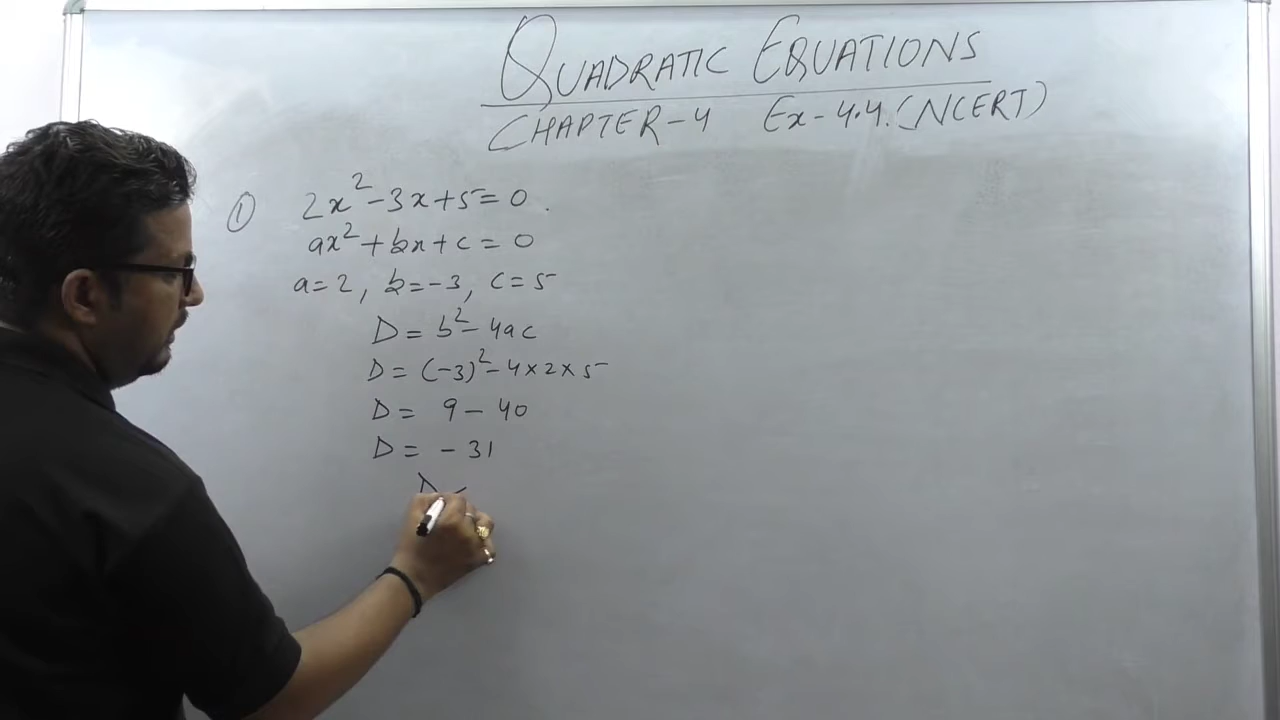 QUADRATIC EQUATIONS
CHAPTER-4 Ex-4.4. (NCERT)
① 2x²-3x+5=0.
ax²+bx+c=0
a=2, b=-3, c=5
D=b²-4ac
D=(-3)²-4×2×5
D= 9-40
D= -31
D <